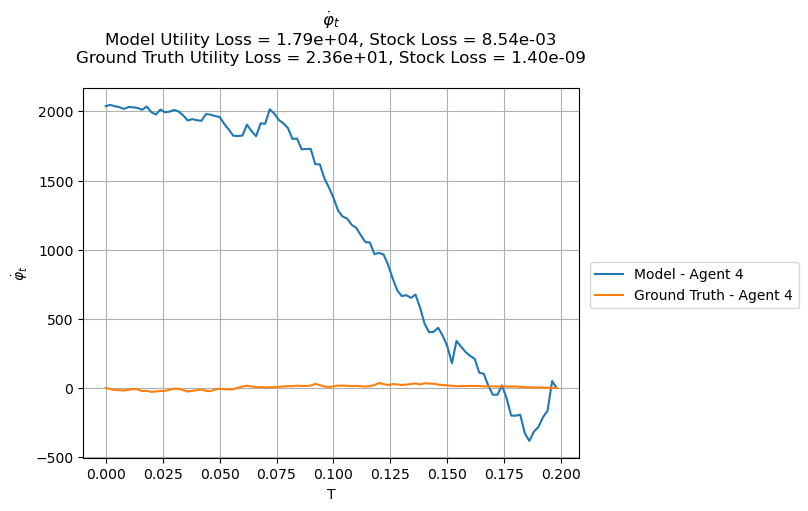 φ̇ₜ
Model Utility Loss = 1.79e+04, Stock Loss = 8.54e-03
Ground Truth Utility Loss = 2.36e+01, Stock Loss = 1.40e-09
2000
1500
1000
500
0
−500
φ̇ₜ
0.000 0.025 0.050 0.075 0.100 0.125 0.150 0.175 0.200
T
Model - Agent 4
Ground Truth - Agent 4